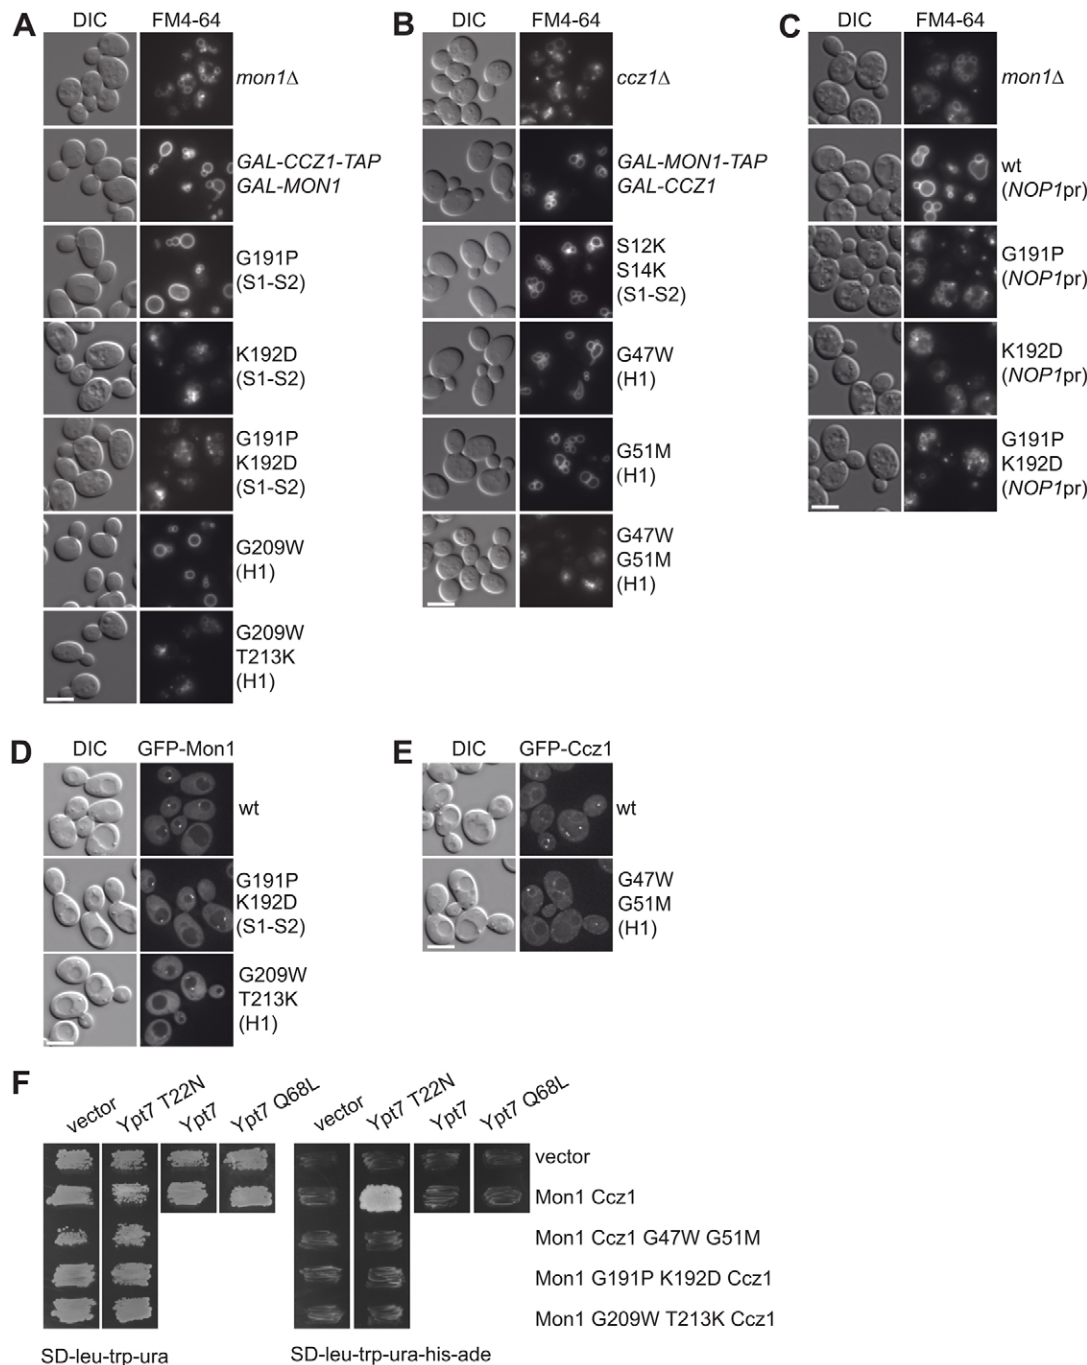 A
DIC FM4-64
mon1Δ
GAL-CCZ1-TAP
GAL-MON1
G191P
(S1-S2)
K192D
(S1-S2)
G191P
K192D
(S1-S2)
G209W
(H1)
G209W
T213K
(H1)
B
DIC FM4-64
ccz1Δ
GAL-MON1-TAP
GAL-CCZ1
S12K
S14K
(S1-S2)
G47W
(H1)
G51M
(H1)
G47W
G51M
(H1)
C
DIC FM4-64
mon1Δ
wt
(NOP1pr)
G191P
(NOP1pr)
K192D
(NOP1pr)
G191P
K192D
(NOP1pr)
D
DIC GFP-Mon1
wt
G191P
K192D
(S1-S2)
G209W
T213K
(H1)
E
DIC GFP-Ccz1
wt
G47W
G51M
(H1)
F
vector Ypt7 T22N Ypt7 Ypt7 Q68L
vector Ypt7 T22N Ypt7 Ypt7 Q68L
vector
Mon1 Ccz1
Mon1 Ccz1 G47W G51M
Mon1 G191P K192D Ccz1
Mon1 G209W T213K Ccz1
SD-leu-trp-ura
SD-leu-trp-ura-his-ade